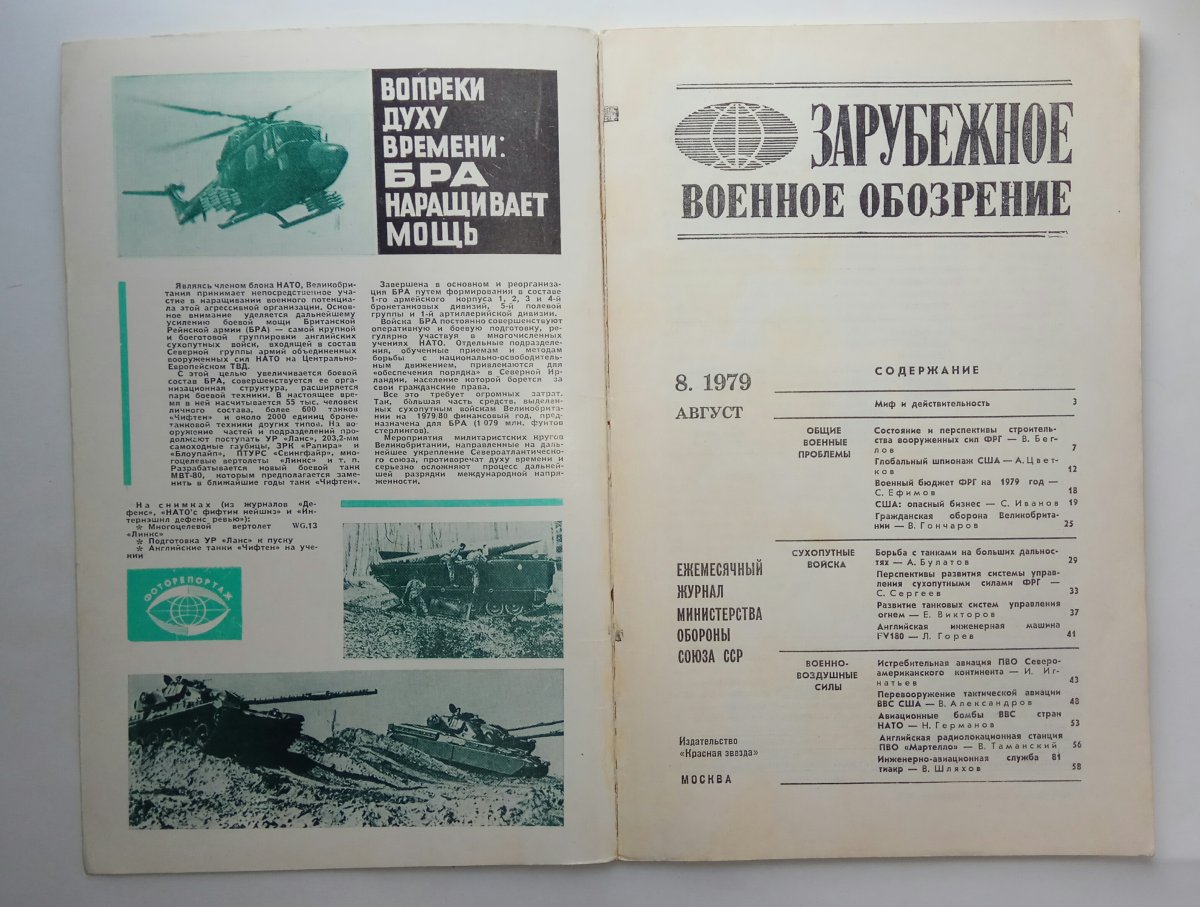 ВОПРЕКИ
ДУХУ
ВРЕМЕНИ:
БРА
НАРАЩИВАЕТ
МОЩЬ
Являясь членом блока НАТО, Великобри-
тания принимает непосредственное уча-
стие в наращивании военного потенциа-
ла этой агрессивной организации. Основ-
ное внимание уделяется дальнейшему
усилению боевой мощи Британской
Рейнской армии (БРА) — самой крупной
и боеготовой группировки английских
сухопутных войск, входящей в состав
Северной группы армий объединенных
вооруженных сил НАТО на Центрально-
Европейском ТВД.
С этой целью увеличивается боевой
состав БРА, совершенствуется ее ор-
ганизационная структура, расширяется
парк боевой техники. В настоящее вре-
мя в ней насчитывается 55 тыс. человек
личного состава, более 600 танков
«Чифтен» и около 2000 единиц броне-
танковой техники других типов. На во-
оружение частей и подразделений про-
должают поступать УР «Ланс», 203,2-мм
самоходные гаубицы, ЗРК «Рапира» и
«Блоупайп», ПТУРС «Свингфайр», мно-
гоцелевые вертолеты «Линкс» и т. п.
Разрабатывается новый боевой танк
МВТ-80, которым предполагается заме-
нить в ближайшие годы танк «Чифтен».
Завершена в основном и реорганиза-
ция БРА путем формирования в составе
1-го армейского корпуса 1, 2, 3 и 4-й
бронетанковых дивизий, 5-й полевой
группы и 1-й артиллерийской дивизии.
Войска БРА постоянно совершенствуют
оперативную и боевую подготовку, ре-
гулярно участвуя в многочисленных
учениях НАТО. Отдельные подразделе-
ния, обученные приемам и методам
борьбы с национально-освободитель-
ным движением, привлекаются для
«обеспечения порядка» в Северной Ир-
ландии, население которой борется за
свои гражданские права.
Все это требует огромных затрат.
Так, большая часть средств, выделен-
ных сухопутным войскам Великобрита-
нии на 1979/80 финансовый год, пред-
назначена для БРА (1 079 млн. фунтов
стерлингов).
Мероприятия милитаристских кругов
Великобритании, направленные на даль-
нейшее укрепление Североатлантическо-
го союза, противоречат духу времени и
серьезно осложняют процесс дальней-
шей разрядки международной напря-
женности.
На снимках (из журналов «Де-
фенс», «НАТО'с фифтин нейшнз» и «Ин-
тернэшнл дефенс ревью»):
* Многоцелевой вертолет WG.13
«Линкс»
* Подготовка УР «Ланс» к пуску
* Английские танки «Чифтен» на уче-
нии
ФОТОРЕПОРТАЖ
ЗАРУБЕЖНОЕ
ВОЕННОЕ ОБОЗРЕНИЕ
8. 1979
АВГУСТ
ЕЖЕМЕСЯЧНЫЙ
ЖУРНАЛ
МИНИСТЕРСТВА
ОБОРОНЫ
СОЮЗА ССР
Издательство
«Красная звезда»
МОСКВА
СОДЕРЖАНИЕ
Миф и действительность 3
ОБЩИЕ
ВОЕННЫЕ
ПРОБЛЕМЫ
Состояние и перспективы строитель-
ства вооруженных сил ФРГ — В. Бег-
лов 7
Глобальный шпионаж США — А. Цвет-
ков 12
Военный бюджет ФРГ на 1979 год —
С. Ефимов 18
США: опасный бизнес — С. Иванов 19
Гражданская оборона Великобрита-
нии — В. Гончаров 25
СУХОПУТНЫЕ
ВОЙСКА
Борьба с танками на больших дальнос-
тях — А. Булатов 29
Перспективы развития системы управ-
ления сухопутными силами ФРГ —
С. Сергеев 33
Развитие танковых систем управления
огнем — Е. Викторов 37
Английская инженерная машина
FV180 — Л. Горев 41
ВОЕННО-
ВОЗДУШНЫЕ
СИЛЫ
Истребительная авиация ПВО Северо-
американского континента — И. Иг-
натьев 43
Перевооружение тактической авиации
ВВС США — В. Александров 48
Авиационные бомбы ВВС стран
НАТО — Н. Германов 53
Английская радиолокационная станция
ПВО «Мартелло» — В. Таманский 56
Инженерно-авиационная служба 81
тиакр — В. Шляхов 58